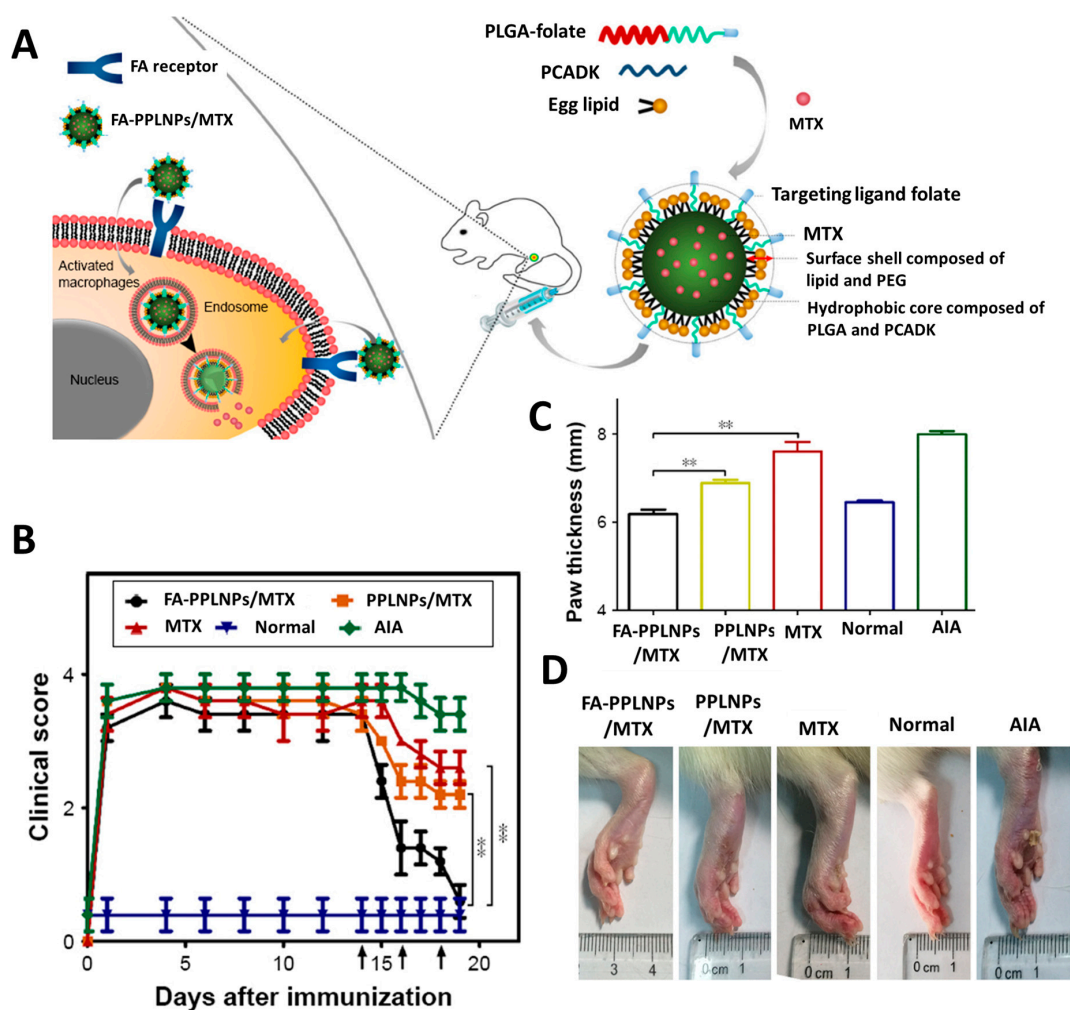 A
FA receptor
FA-PPLNPs/MTX
Activated
macrophages
Endosome
Nucleus
PLGA-folate
PCADK
Egg lipid
MTX
Targeting ligand folate
MTX
Surface shell composed of
lipid and PEG
Hydrophobic core composed of
PLGA and PCADK
B
FA-PPLNPs/MTX
PPLNPs/MTX
MTX
Normal
AIA
Clinical score
4
2
0
**
**
0
5
10
15
20
Days after immunization
C
Paw thickness (mm)
8
6
4
**
**
FA-PPLNPs
/MTX
PPLNPs
/MTX
MTX
Normal
AIA
D
FA-PPLNPs
/MTX
PPLNPs
/MTX
MTX
Normal
AIA
3 4
0 cm 1
0 cm 1
0 cm 1
0 cm 1